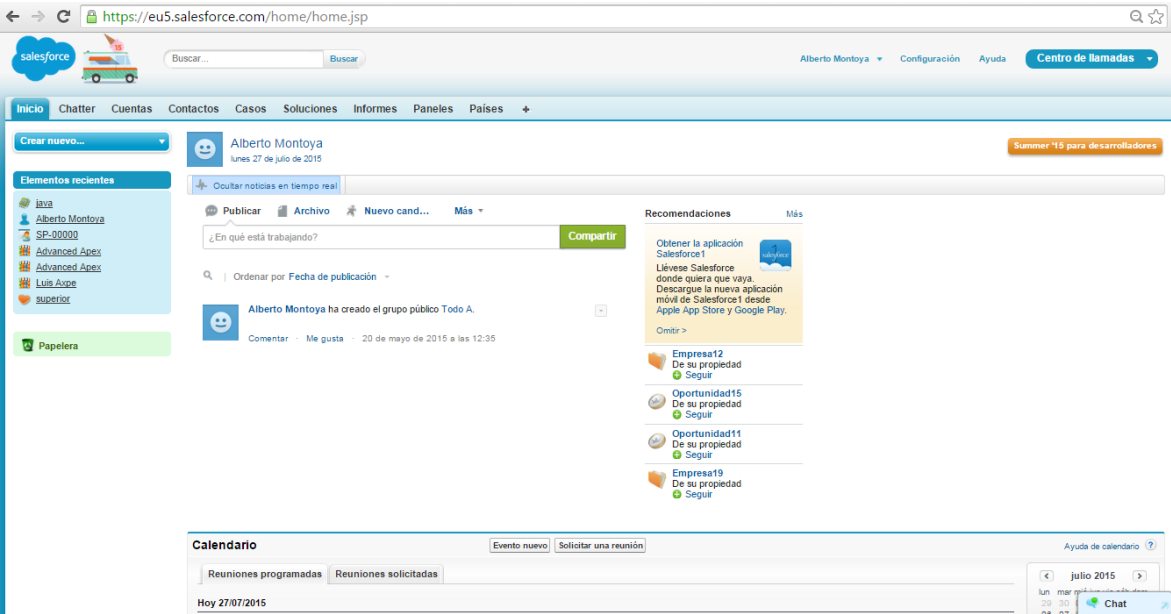 https://eu5.salesforce.com/home/home.jsp
salesforce
15
Buscar...
Buscar
Alberto Montoya
Configuración
Ayuda
Centro de llamadas
Inicio
Chatter
Cuentas
Contactos
Casos
Soluciones
Informes
Paneles
Países
+
Crear nuevo...
Elementos recientes
java
Alberto Montoya
SP-00000
Advanced Apex
Advanced Apex
Luis Axpe
superior
Papelera
Alberto Montoya
lunes 27 de julio de 2015
Summer '15 para desarrolladores
Ocultar noticias en tiempo real
Publicar
Archivo
Nuevo cand...
Más
¿En qué está trabajando?
Compartir
Ordenar por Fecha de publicación
Alberto Montoya ha creado el grupo público Todo A.
Comentar · Me gusta · 20 de mayo de 2015 a las 12:35
Recomendaciones
Más
Obtener la aplicación
Salesforce1
Llévese Salesforce
donde quiera que vaya.
Descargue la nueva aplicación
móvil de Salesforce1 desde
Apple App Store y Google Play.
1
salesforce
Omitir >
Empresa12
De su propiedad
Seguir
Oportunidad15
De su propiedad
Seguir
Oportunidad11
De su propiedad
Seguir
Empresa19
De su propiedad
Seguir
Calendario
Evento nuevo
Solicitar una reunión
Ayuda de calendario ?
Reuniones programadas
Reuniones solicitadas
Hoy 27/07/2015
< julio 2015 >
lun mar
29 30
Chat